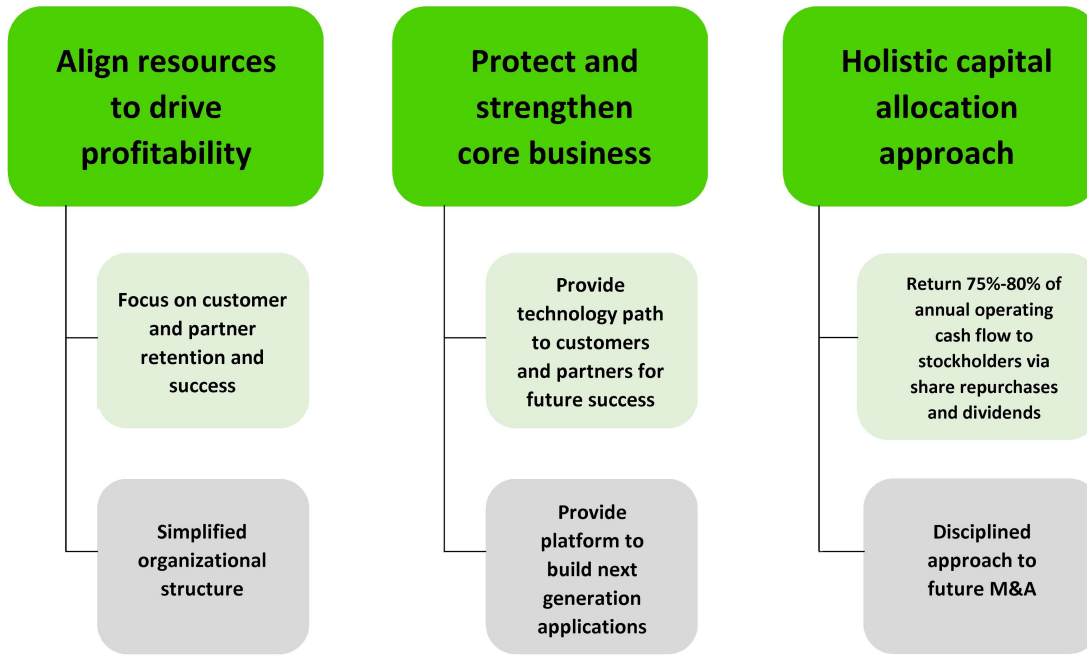 Align resources
to drive
profitability
Focus on customer
and partner
retention and
success
Simplified
organizational
structure
Protect and
strengthen
core business
Provide
technology path
to customers
and partners for
future success
Provide
platform to
build next
generation
applications
Holistic capital
allocation
approach
Return 75%-80% of
annual operating
cash flow to
stockholders via
share repurchases
and dividends
Disciplined
approach to
future M&A